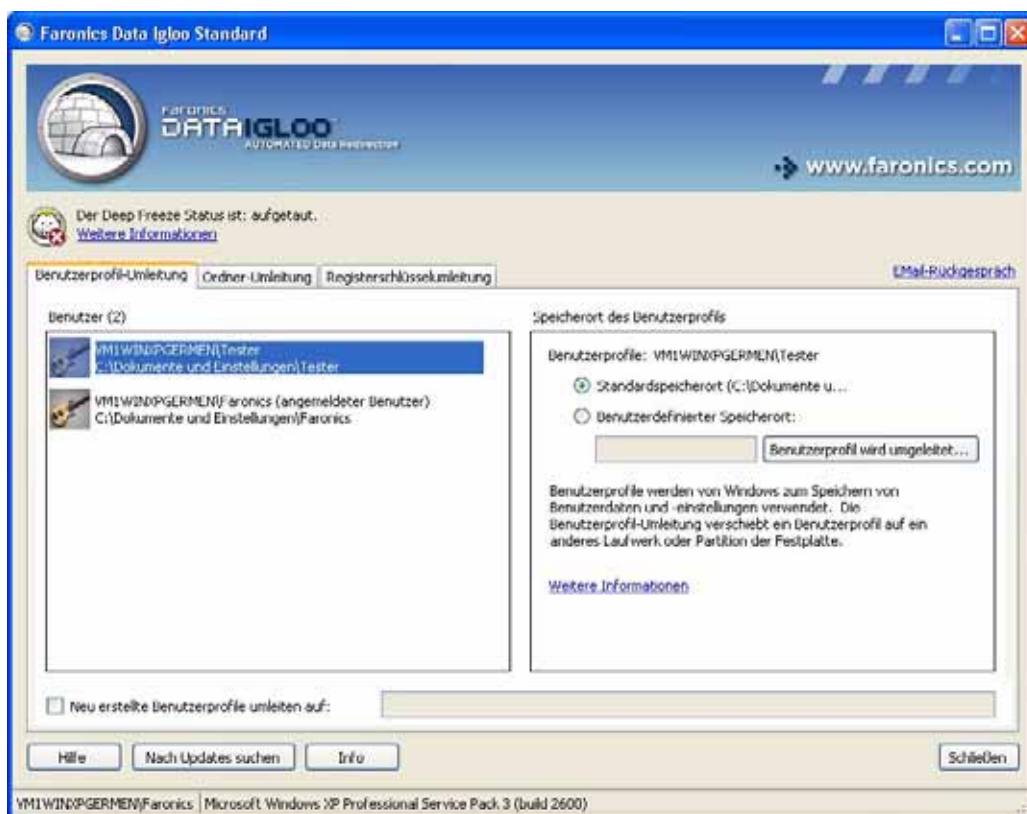 Faronics Data Igloo Standard
FARONICS
DATAIGLOO
AUTOMATED Data Redirection
www.faronics.com
Der Deep Freeze Status ist: aufgetaut.
Weitere Informationen
Benutzerprofil-Umleitung
Ordner-Umleitung
Registerschlüsselumleitung
EMail-Rückgespräch
Benutzer (2)
VM1WINXPGERMEN\Tester
C:\Dokumente und Einstellungen\Tester
VM1WINXPGERMEN\Faronics (angemeldeter Benutzer)
C:\Dokumente und Einstellungen\Faronics
Speicherort des Benutzerprofils
Benutzerprofile: VM1WINXPGERMEN\Tester
Standardspeicherort (C:\Dokumente u...
Benutzerdefinierter Speicherort:
Benutzerprofil wird umgeleitet...
Benutzerprofile werden von Windows zum Speichern von
Benutzerdaten und -einstellungen verwendet. Die
Benutzerprofil-Umleitung verschiebt ein Benutzerprofil auf ein
anderes Laufwerk oder Partition der Festplatte.
Weitere Informationen
Neu erstellte Benutzerprofile umleiten auf:
Hilfe
Nach Updates suchen
Info
Schließen
VM1WINXPGERMEN\Faronics
Microsoft Windows XP Professional Service Pack 3 (build 2600)